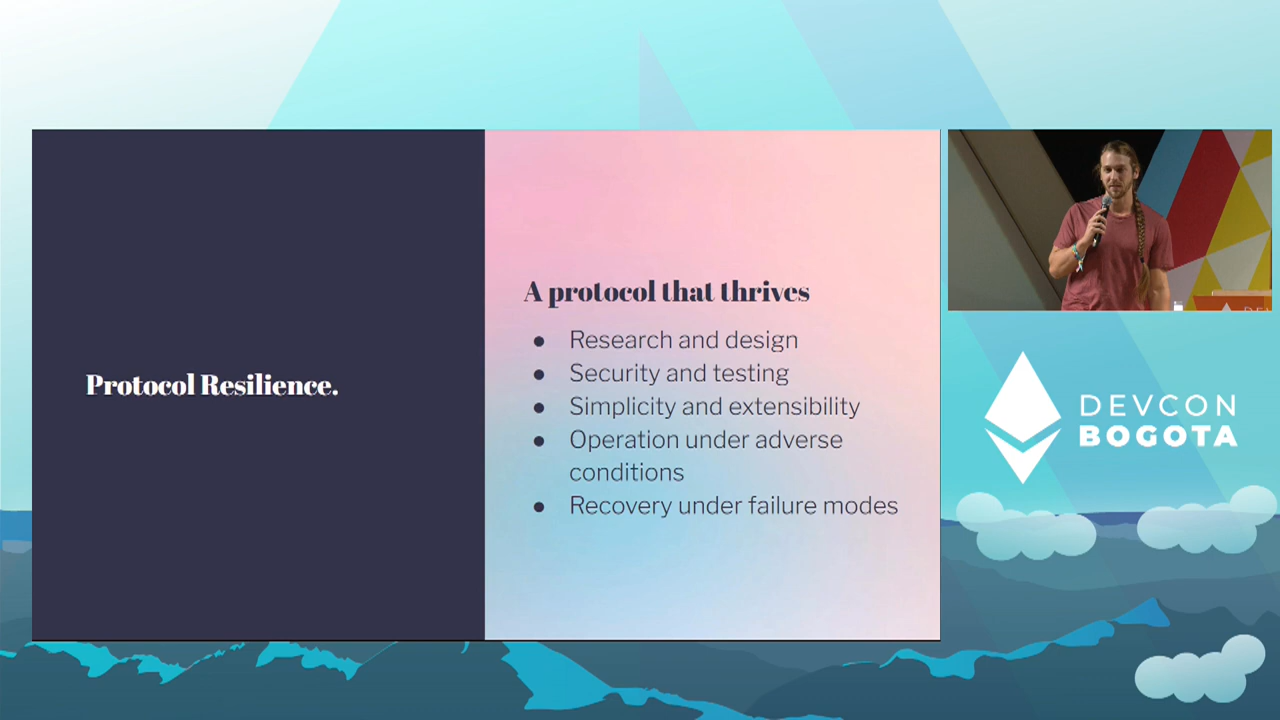 Protocol Resilience.
A protocol that thrives
● Research and design
● Security and testing
● Simplicity and extensibility
● Operation under adverse
conditions
● Recovery under failure modes
DEVCON
BOGOTA